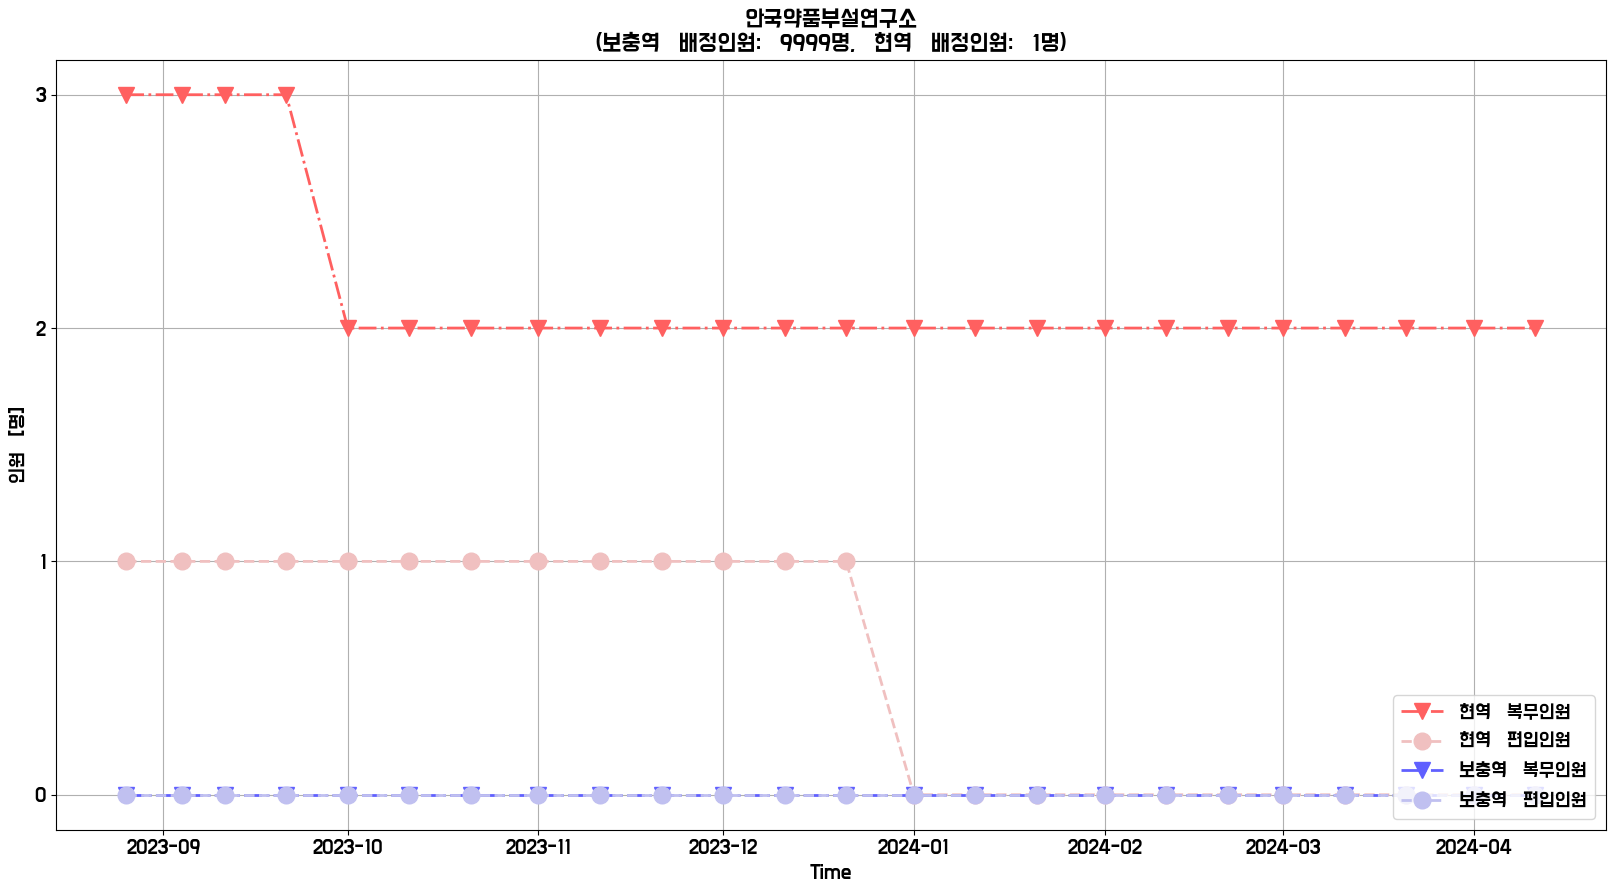 안국약품부설연구소
(보충역 배정인원: 9999명, 현역 배정인원: 1명)
3
2
1
0
인원 [명]
2023-09 2023-10 2023-11 2023-12 2024-01 2024-02 2024-03 2024-04
Time
현역 복무인원
현역 편입인원
보충역 복무인원
보충역 편입인원